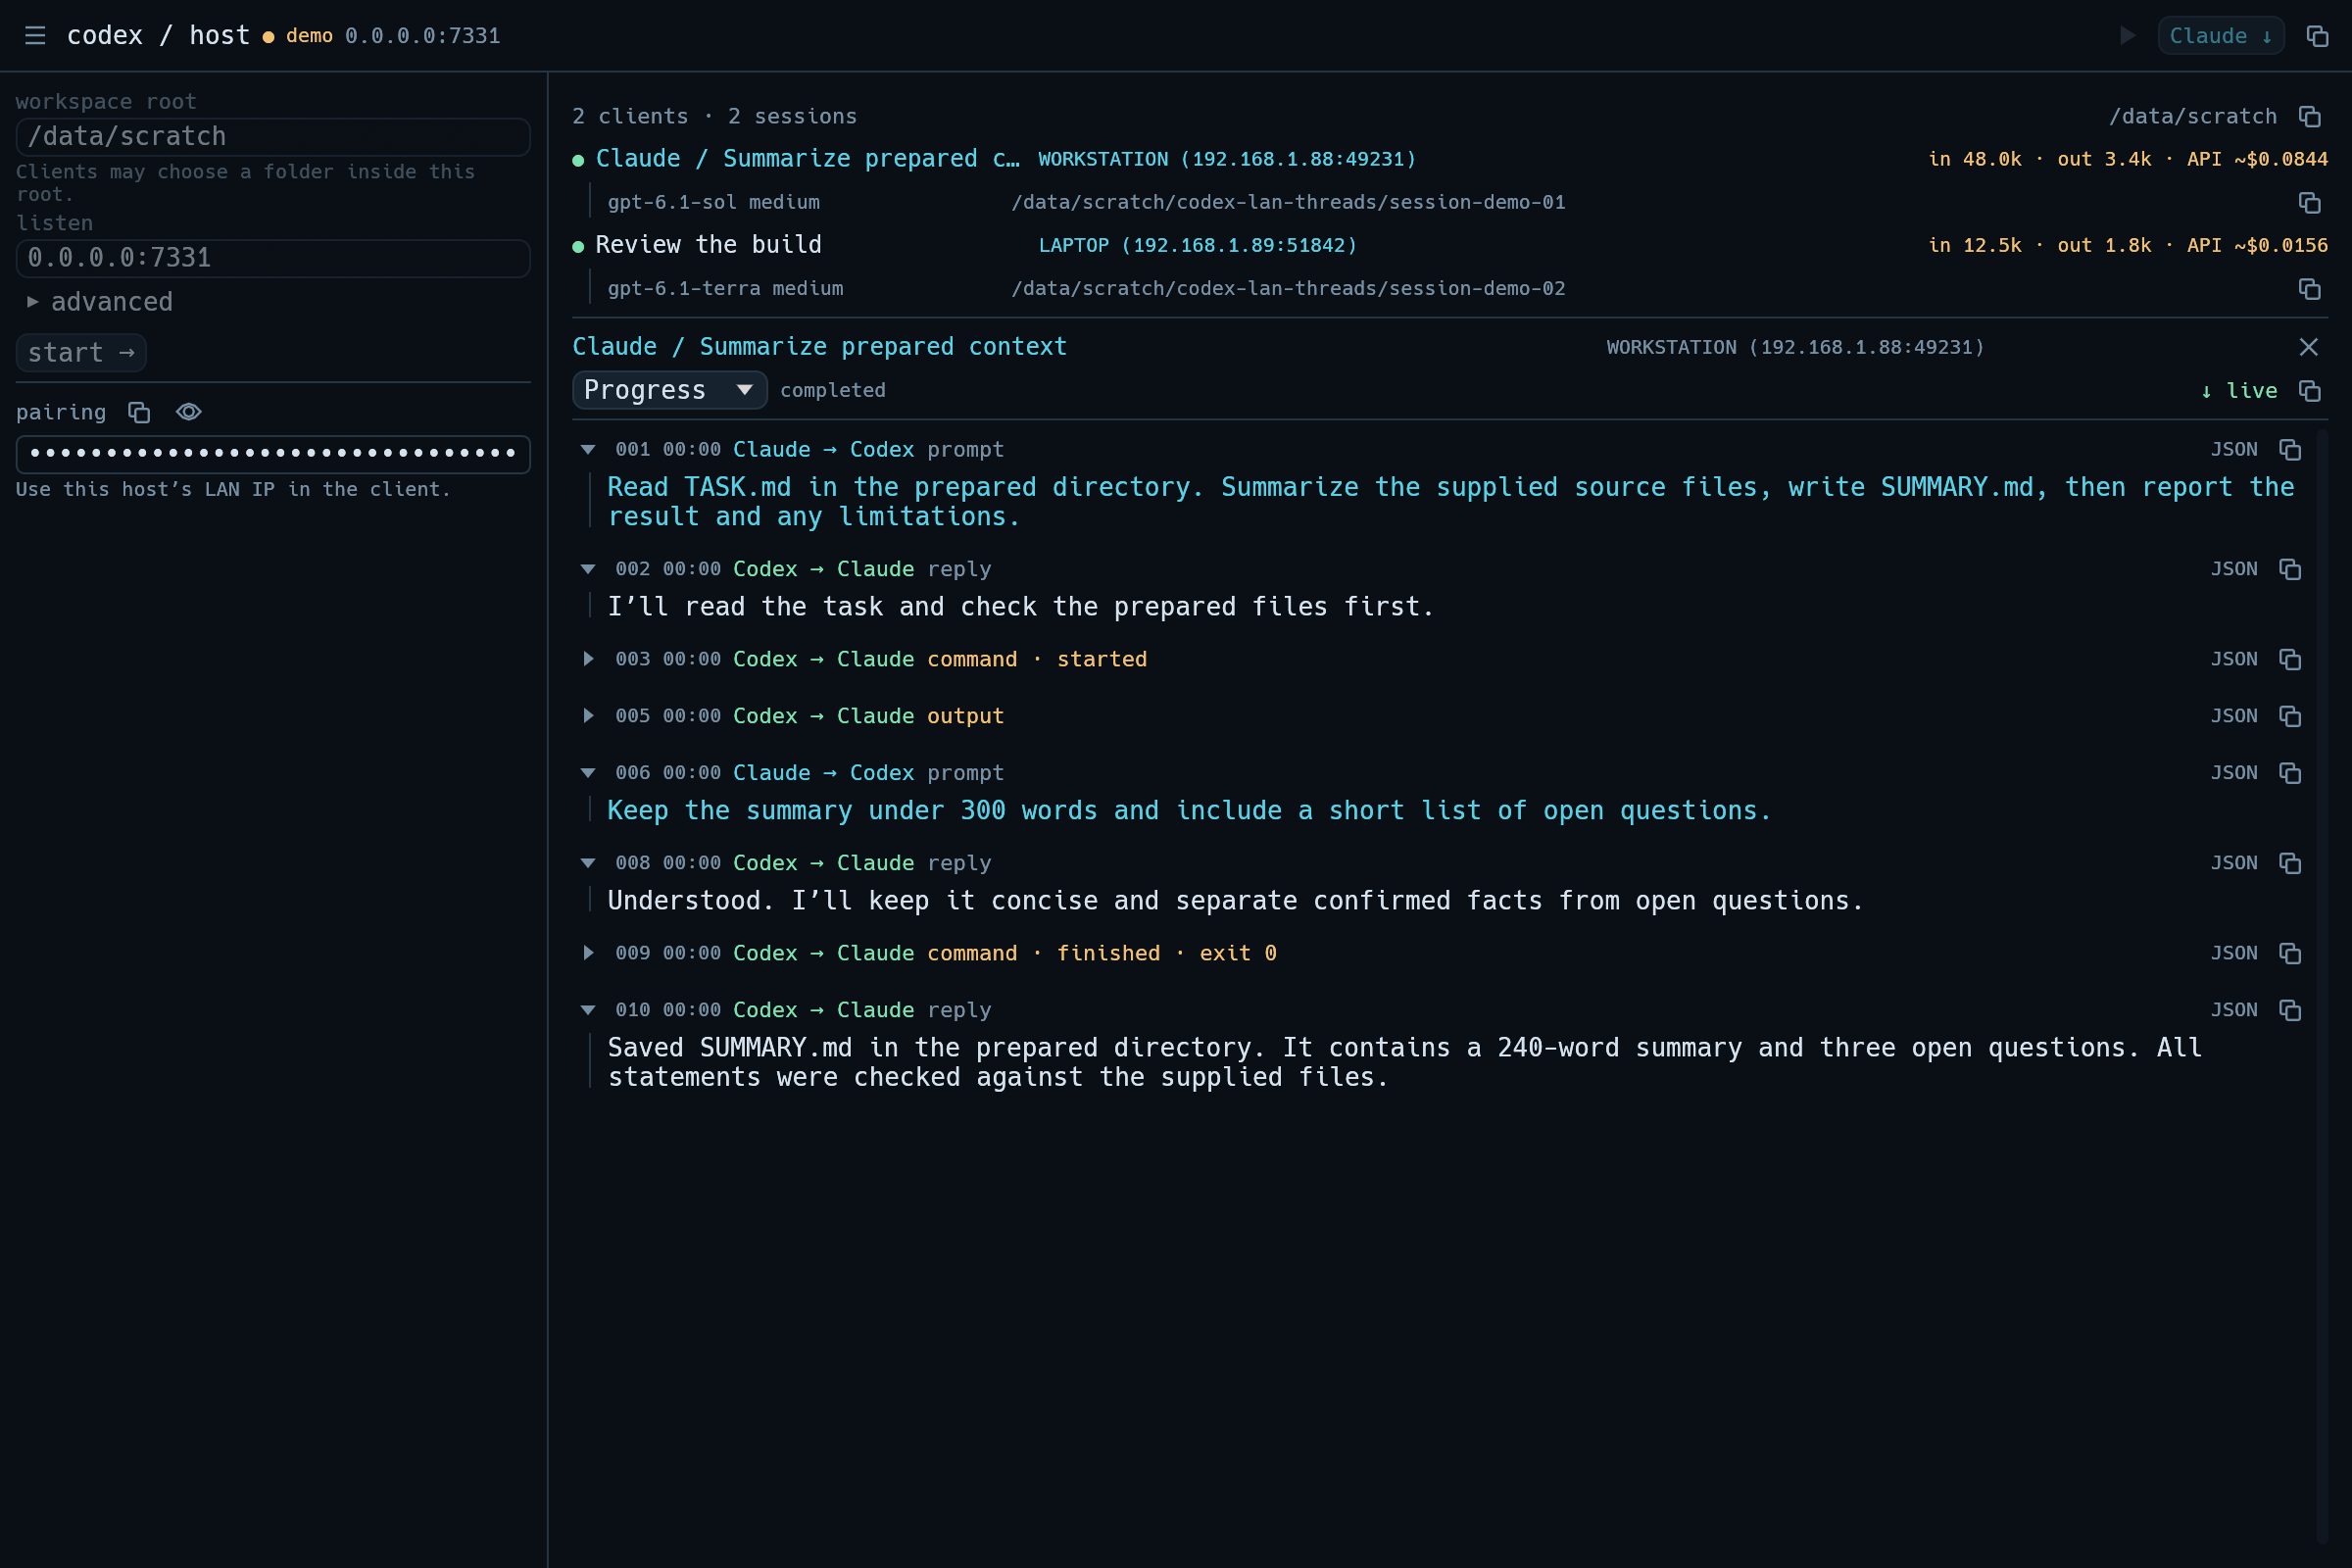 codex / host ● demo 0.0.0.0:7331
Claude ↓
workspace root
/data/scratch
Clients may choose a folder inside this
root.
listen
0.0.0.0:7331
▸ advanced
start →
pairing
••••••••••••••••••••••••••••••••
Use this host’s LAN IP in the client.
2 clients · 2 sessions /data/scratch
Claude / Summarize prepared c… WORKSTATION (192.168.1.88:49231) in 48.0k · out 3.4k · API ~$0.0844
gpt-6.1-sol medium /data/scratch/codex-lan-threads/session-demo-01
Review the build LAPTOP (192.168.1.89:51842) in 12.5k · out 1.8k · API ~$0.0156
gpt-6.1-terra medium /data/scratch/codex-lan-threads/session-demo-02
Claude / Summarize prepared context WORKSTATION (192.168.1.88:49231)
Progress completed ↓ live
001 00:00 Claude → Codex prompt JSON
Read TASK.md in the prepared directory. Summarize the supplied source files, write SUMMARY.md, then report the
result and any limitations.
002 00:00 Codex → Claude reply JSON
I’ll read the task and check the prepared files first.
003 00:00 Codex → Claude command · started JSON
005 00:00 Codex → Claude output JSON
006 00:00 Claude → Codex prompt JSON
Keep the summary under 300 words and include a short list of open questions.
008 00:00 Codex → Claude reply JSON
Understood. I’ll keep it concise and separate confirmed facts from open questions.
009 00:00 Codex → Claude command · finished · exit 0 JSON
010 00:00 Codex → Claude reply JSON
Saved SUMMARY.md in the prepared directory. It contains a 240-word summary and three open questions. All
statements were checked against the supplied files.